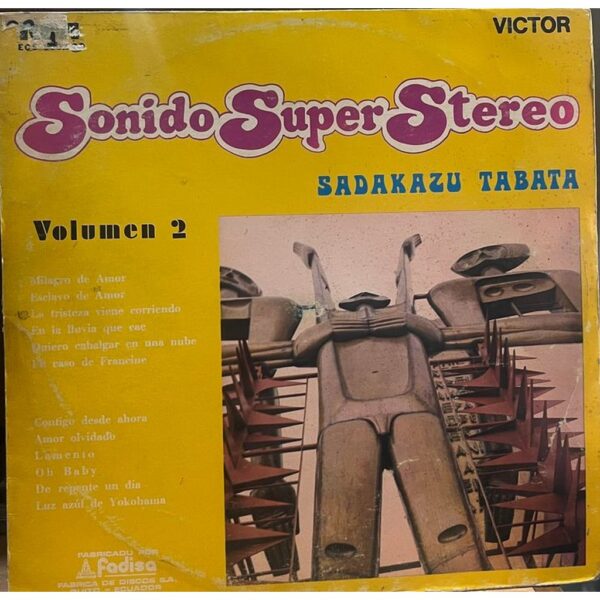 VICTOR
Sonido Super Stereo
SADAKAZU TABATA
Volumen 2
Milagro de Amor
Esclavo de Amor
La tristeza viene corriendo
En la lluvia que cae
Quiero cabalgar en una nube
El caso de Francine
Contigo desde ahora
Amor olvidado
Lamento
Oh Baby
De repente un dia
Luz azul de Yokohama
FABRICADO POR
fadisa
FABRICA DE DISCOS S.A.
QUITO - ECUADOR